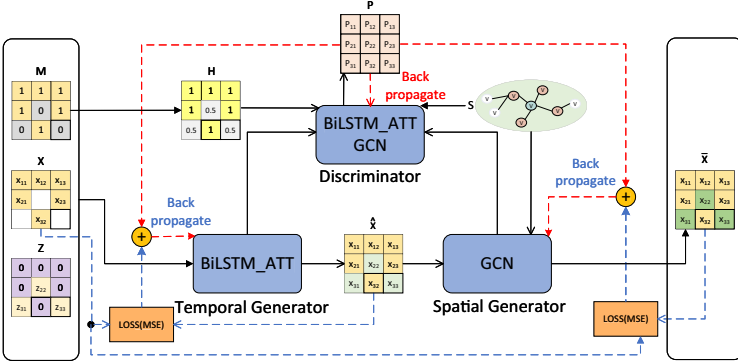 P
P11 P12 P13
P21 P22 P23
P31 P32 P33
M
1 1 1
1 0 1
0 1 0
H
1 1 1
1 0.5 1
0.5 1 0.5
Back
propagate
S
v v v v v v v
BiLSTM_ATT
GCN
Discriminator
X
x11 x12 x13
x21 x23
x32
Back
propagate
+
BiLSTM_ATT
Temporal Generator
X̂
x11 x12 x13
x21 x22 x23
x31 x32 x33
GCN
Spatial Generator
Back
propagate
+
X̅
x11 x12 x13
x21 x22 x23
x31 x32 x33
Z
0 0 0
0 z22 0
z31 0 z33
LOSS(MSE)
LOSS(MSE)